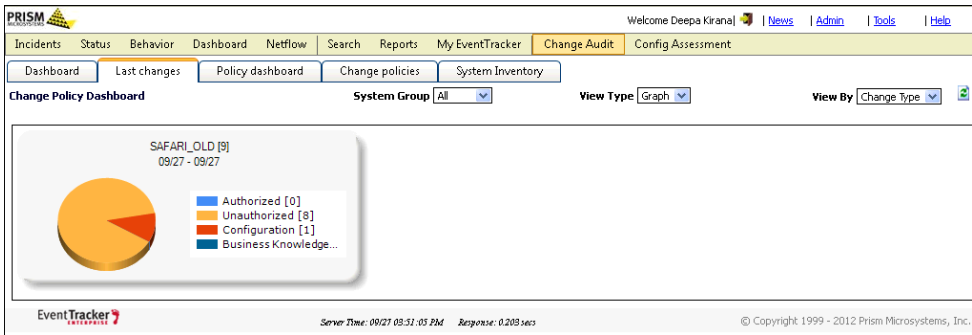 PRISM
MICROSYSTEMS
Welcome Deepa Kirana| | News | Admin | Tools | Help
Incidents Status Behavior Dashboard Netflow Search Reports My EventTracker Change Audit Config Assessment
Dashboard Last changes Policy dashboard Change policies System Inventory
Change Policy Dashboard System Group All View Type Graph View By Change Type
SAFARI_OLD [9]
09/27 - 09/27
Authorized [0]
Unauthorized [8]
Configuration [1]
Business Knowledge...
EventTracker
ENTERPRISE
Server Time: 09/27 03:51:05 PM Response: 0.203 secs
© Copyright 1999 - 2012 Prism Microsystems, Inc.